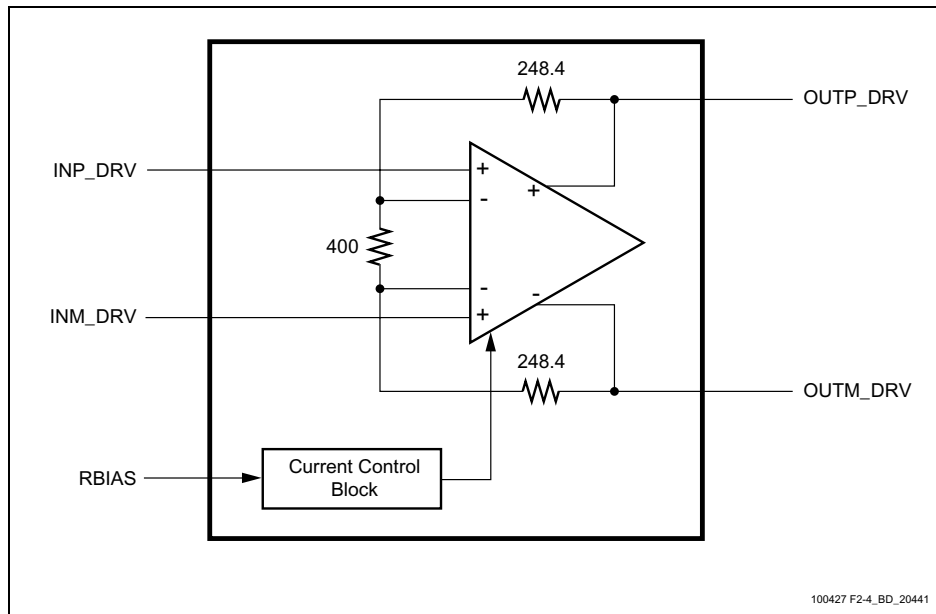 248.4
OUTP_DRV
INP_DRV
+
-
+
400
-
-
INM_DRV
+
248.4
OUTM_DRV
RBIAS
Current Control
Block
100427 F2-4_BD_20441